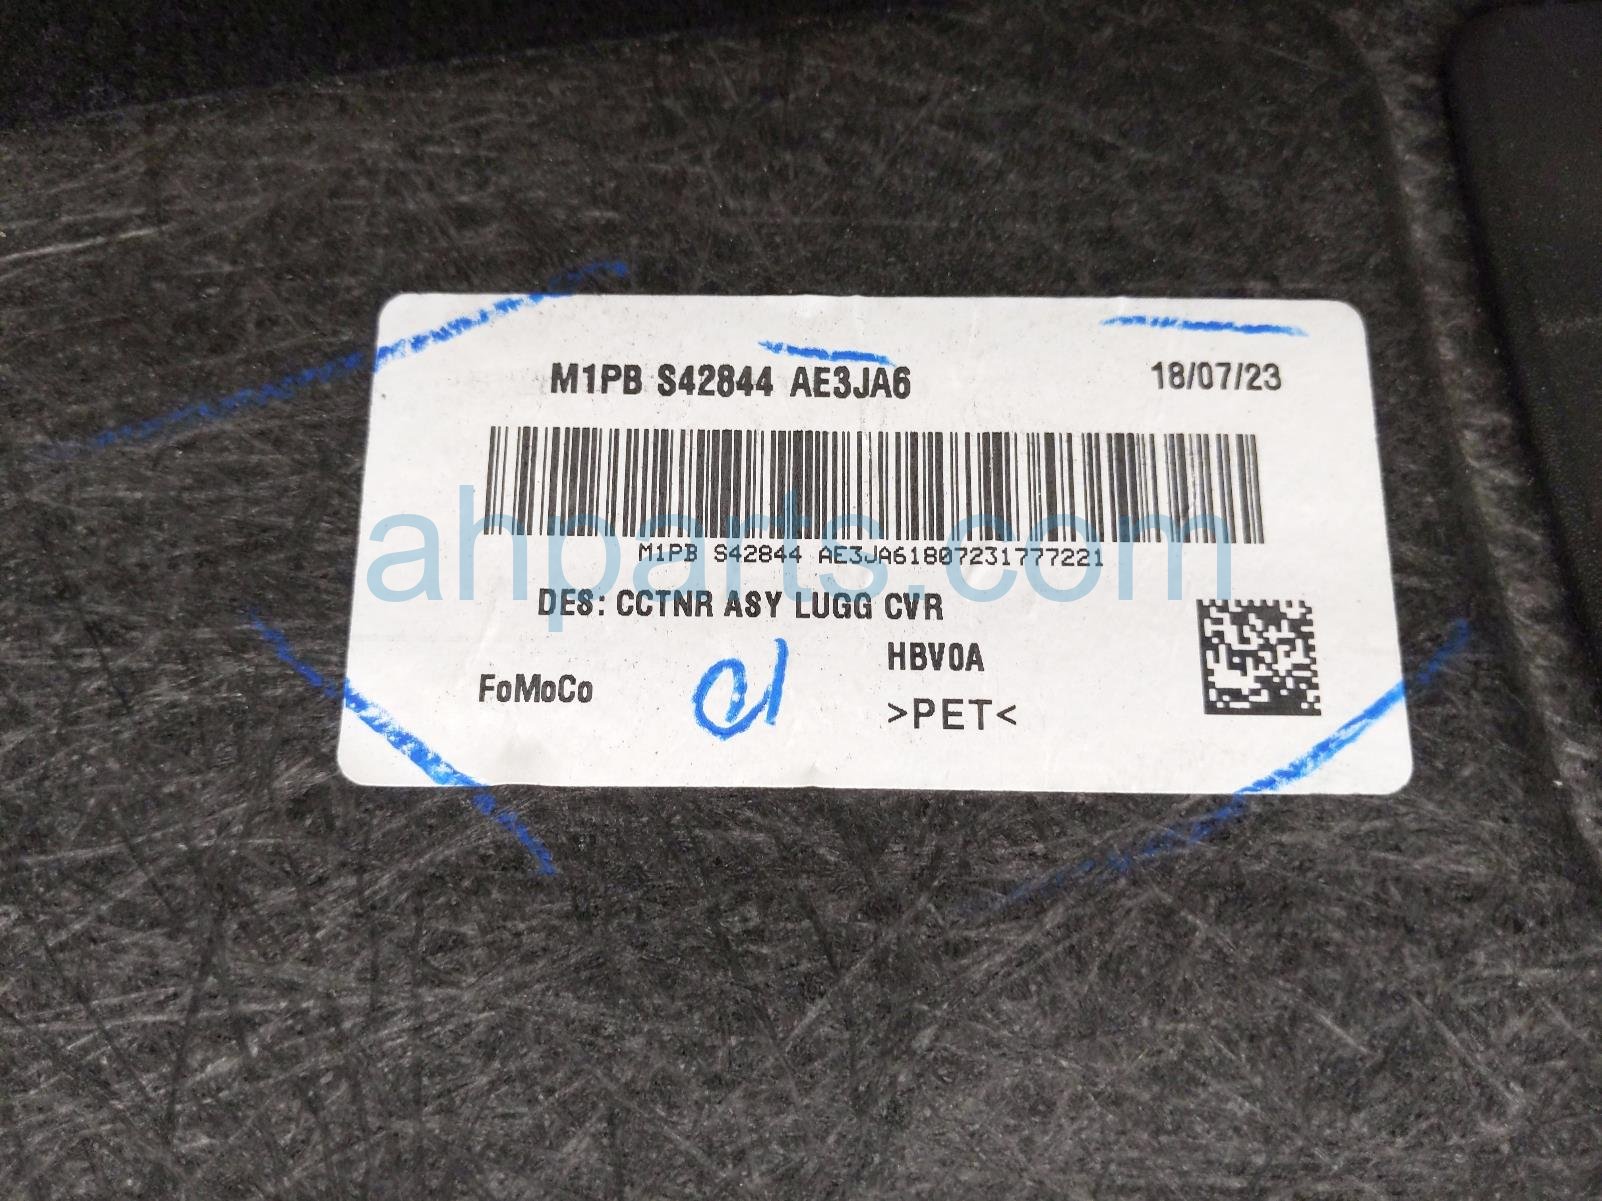 M1PB S42844 AE3JA6 18/07/23
M1PB S42844 AE3JA61807231777221
ahparts.com
DES: CCTNR ASY LUGG CVR
HBV0A
FoMoCo
>PET<